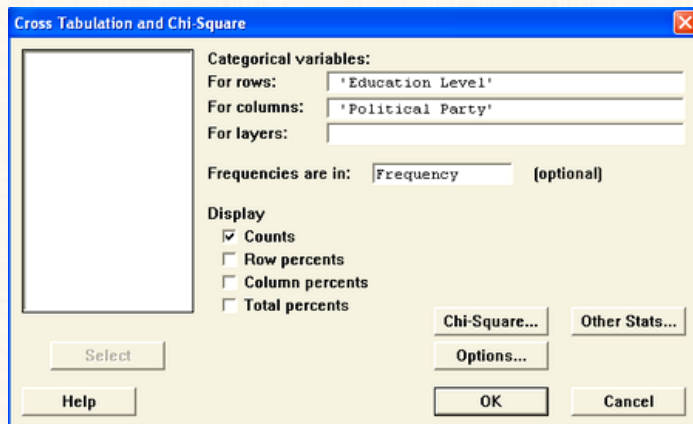 Cross Tabulation and Chi-Square
Categorical variables:
For rows: 'Education Level'
For columns: 'Political Party'
For layers:
Frequencies are in: Frequency (optional)
Display
Counts
Row percents
Column percents
Total percents
Chi-Square... Other Stats...
Select Options...
Help OK Cancel